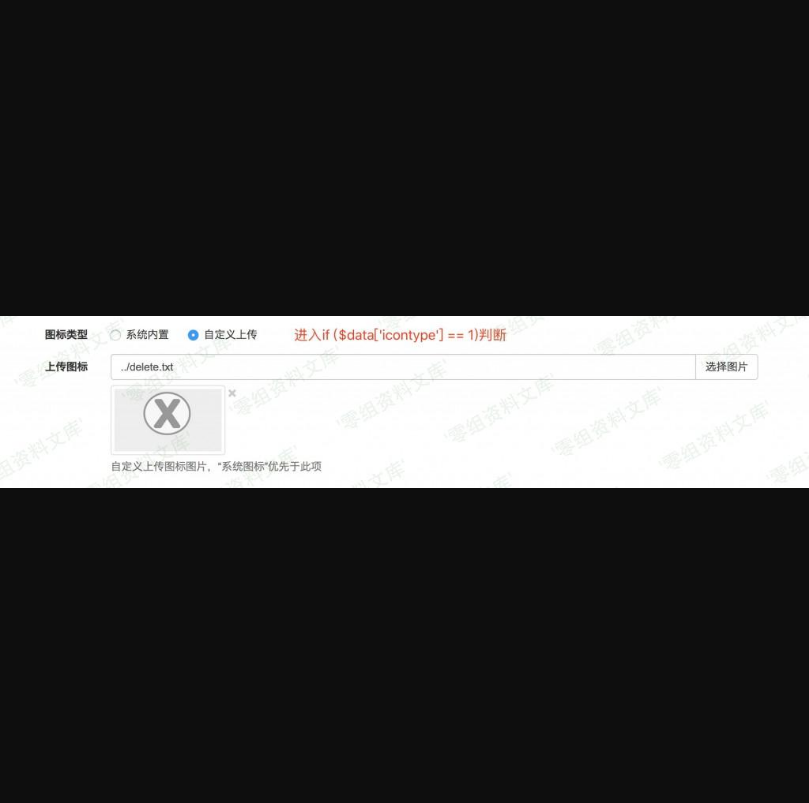 图标类型 系统内置 自定义上传 进入if ($data['icontype'] == 1)判断
上传图标 ../delete.txt 选择图片
X
×
自定义上传图标图片，“系统图标”优先于此项
'零组资料文库'